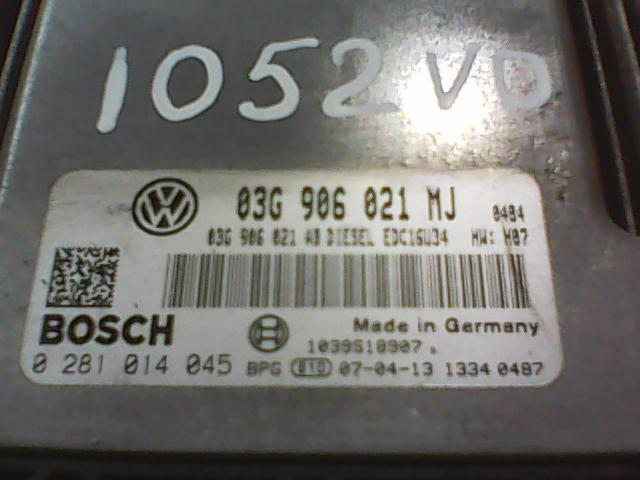 1052VD
03G 906 021 MJ 0484
03G 906 021 AB DIESEL EDC16U34 HW: H07
BOSCH
Made in Germany
1039S18907
0 281 014 045 BPG 07-04-13 1334 0487